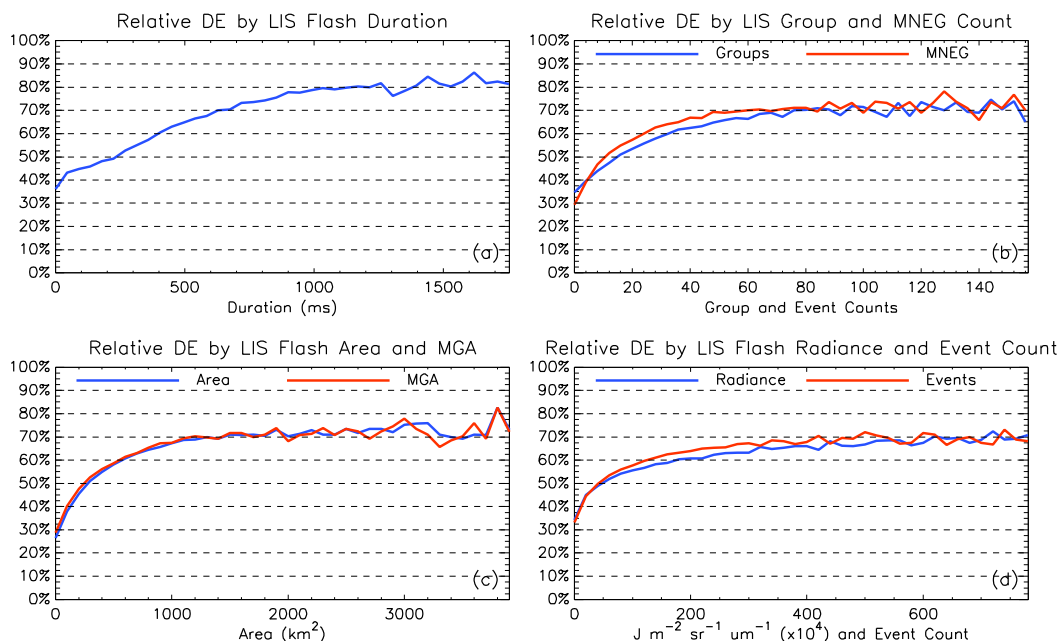 Relative DE by LIS Flash Duration
100%
90%
80%
70%
60%
50%
40%
30%
20%
10%
0%
(a)
0 500 1000 1500
Duration (ms)
Relative DE by LIS Group and MNEG Count
Groups MNEG
100%
90%
80%
70%
60%
50%
40%
30%
20%
10%
0%
(b)
0 20 40 60 80 100 120 140
Group and Event Counts
Relative DE by LIS Flash Area and MGA
Area MGA
100%
90%
80%
70%
60%
50%
40%
30%
20%
10%
0%
(c)
0 1000 2000 3000
Area (km²)
Relative DE by LIS Flash Radiance and Event Count
Radiance Events
100%
90%
80%
70%
60%
50%
40%
30%
20%
10%
0%
(d)
0 200 400 600
J m⁻² sr⁻¹ um⁻¹ (x10⁴) and Event Count